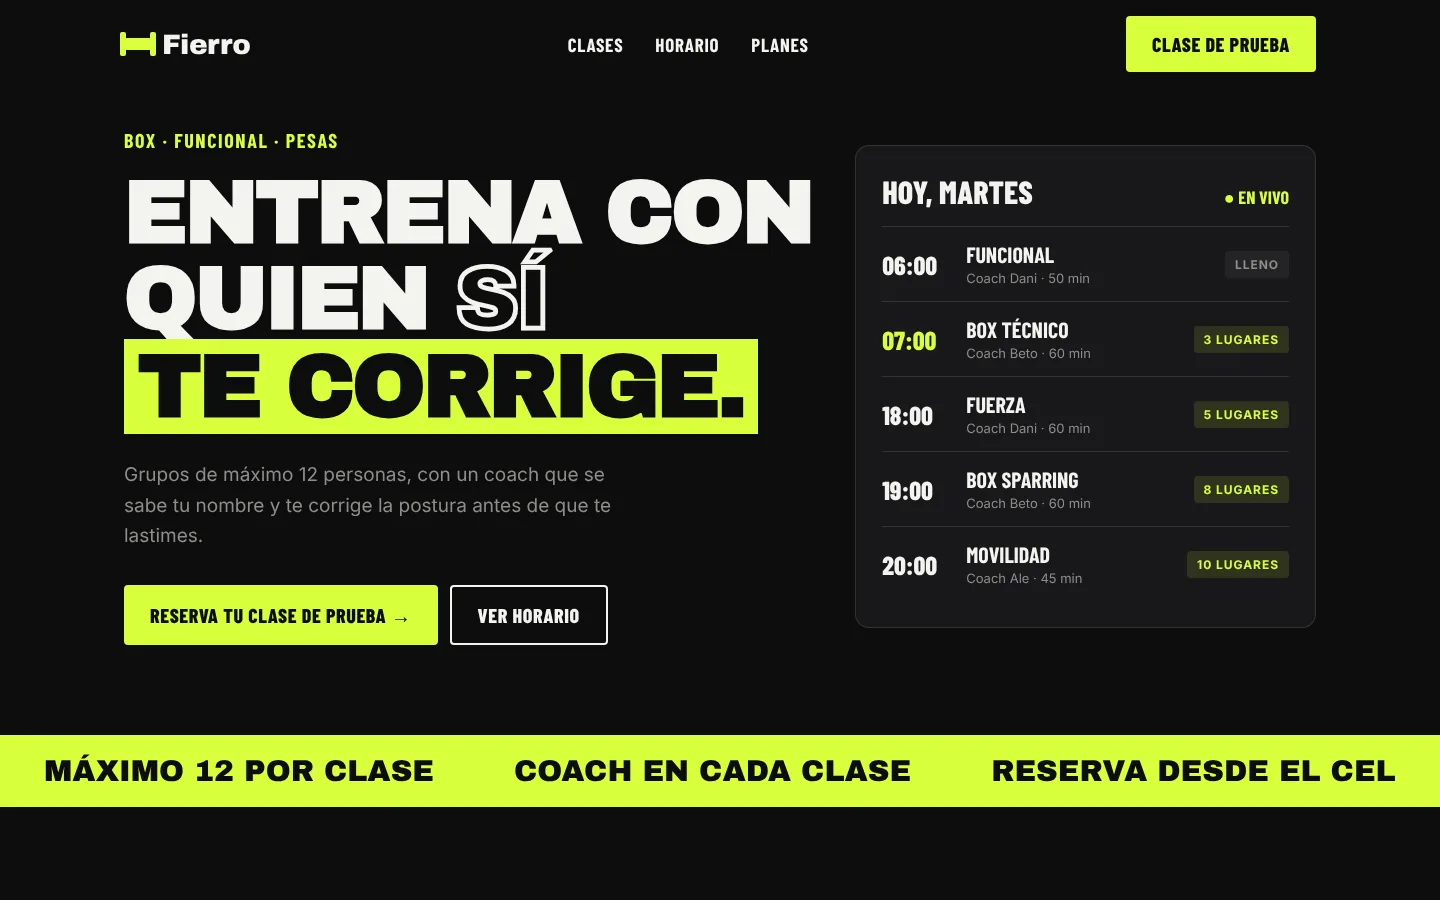 Fierro
CLASES HORARIO PLANES
CLASE DE PRUEBA
BOX · FUNCIONAL · PESAS
ENTRENA CON
QUIEN SÍ
TE CORRIGE.
Grupos de máximo 12 personas, con un coach que se
sabe tu nombre y te corrige la postura antes de que te
lastimes.
RESERVA TU CLASE DE PRUEBA →
VER HORARIO
HOY, MARTES
● EN VIVO
06:00
FUNCIONAL
Coach Dani · 50 min
LLENO
07:00
BOX TÉCNICO
Coach Beto · 60 min
3 LUGARES
18:00
FUERZA
Coach Dani · 60 min
5 LUGARES
19:00
BOX SPARRING
Coach Beto · 60 min
8 LUGARES
20:00
MOVILIDAD
Coach Ale · 45 min
10 LUGARES
MÁXIMO 12 POR CLASE
COACH EN CADA CLASE
RESERVA DESDE EL CEL